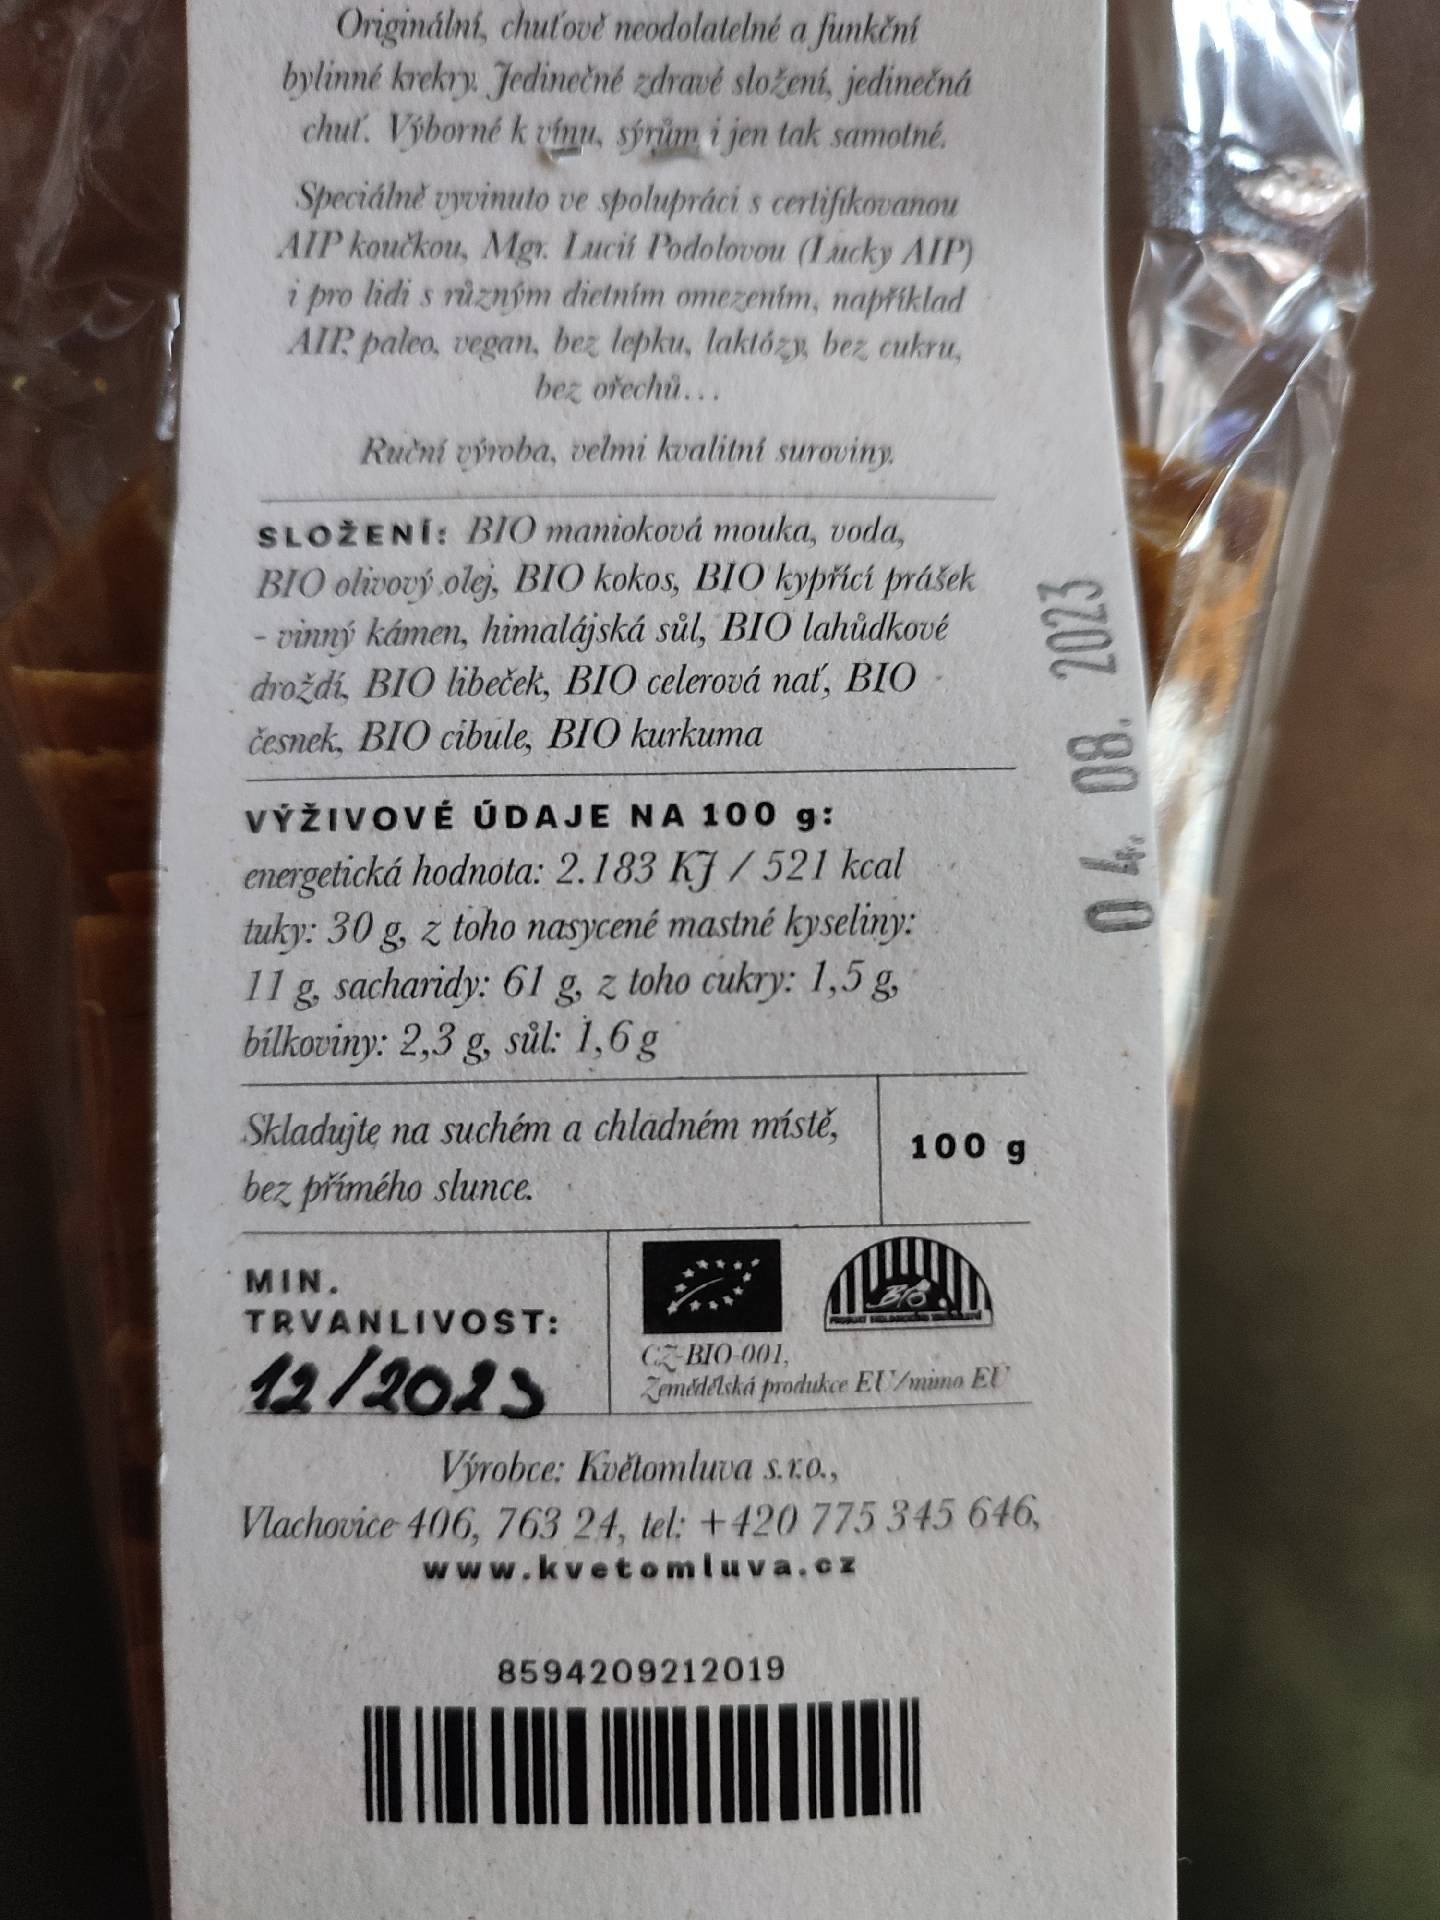 Originální, chuťově neodolatelné a funkční
bylinné krekry. Jedinečné zdravé složení, jedinečná
chuť. Výborné k vínu, sýrům i jen tak samotné.
Speciálně vyvinuto ve spolupráci s certifikovanou
AIP koučkou, Mgr. Lucií Podolovou (Lucky AIP)
i pro lidi s různým dietním omezením, například
AIP, paleo, vegan, bez lepku, laktózy, bez cukru,
bez ořechů...
Ruční výroba, velmi kvalitní suroviny.
SLOŽENÍ: BIO manioková mouka, voda,
BIO olivový olej, BIO kokos, BIO kypřící prášek
- vinný kámen, himalájská sůl, BIO lahůdkové
droždí, BIO libeček, BIO celerová nať, BIO
česnek, BIO cibule, BIO kurkuma
04. 08. 2023
VÝŽIVOVÉ ÚDAJE NA 100 g:
energetická hodnota: 2.183 KJ / 521 kcal
tuky: 30 g, z toho nasycené mastné kyseliny:
11 g, sacharidy: 61 g, z toho cukry: 1,5 g,
bílkoviny: 2,3 g, sůl: 1,6 g
Skladujte na suchém a chladném místě,
bez přímého slunce.
100 g
MIN.
TRVANLIVOST:
12/2023
BIO
CZ-BIO-001,
Zemědělská produkce EU/mimo EU
Výrobce: Květomluva s.r.o.,
Vlachovice 406, 763 24, tel: +420 775 345 646,
www.kvetomluva.cz
8594209212019